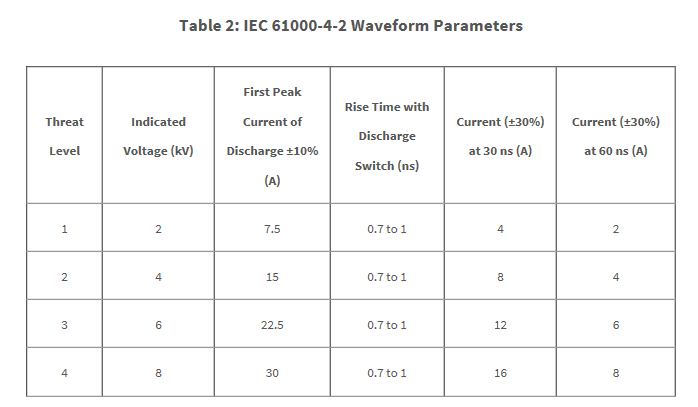 Table 2: IEC 61000-4-2 Waveform Parameters
Threat Level Indicated Voltage (kV) First Peak Current of Discharge ±10% (A) Rise Time with Discharge Switch (ns) Current (±30%) at 30 ns (A) Current (±30%) at 60 ns (A)
1 2 7.5 0.7 to 1 4 2
2 4 15 0.7 to 1 8 4
3 6 22.5 0.7 to 1 12 6
4 8 30 0.7 to 1 16 8